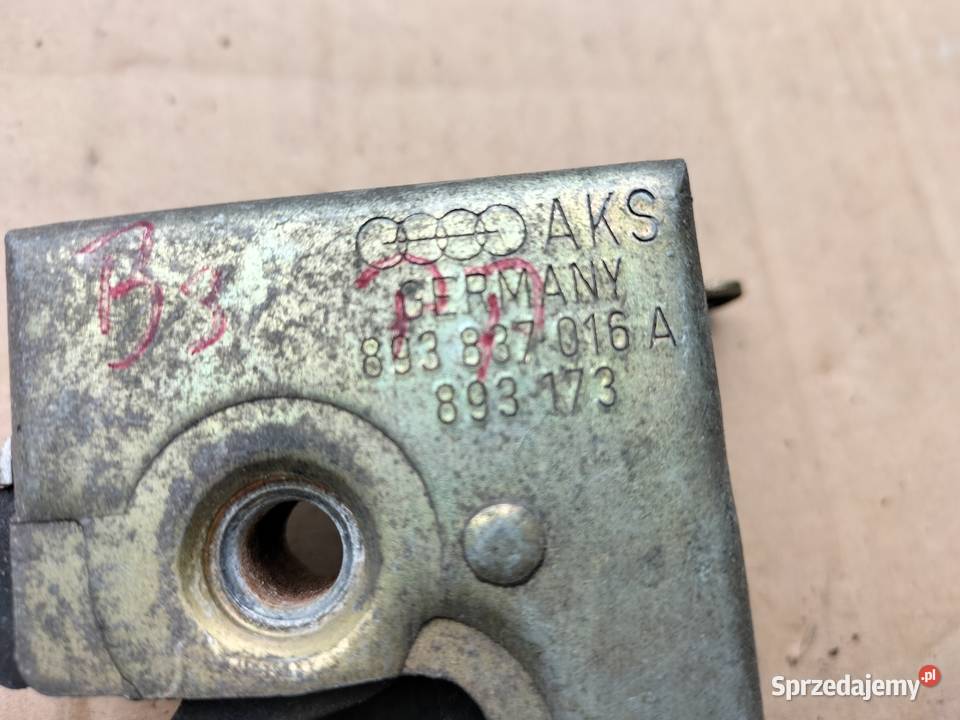 AKS
GERMANY
893 837 016 A
893 173
B3
Sprzedajemy.pl